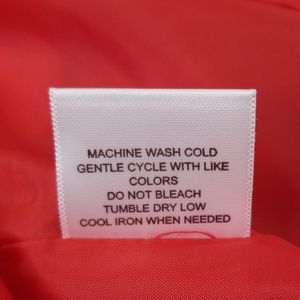 MACHINE WASH COLD
GENTLE CYCLE WITH LIKE
COLORS
DO NOT BLEACH
TUMBLE DRY LOW
COOL IRON WHEN NEEDED